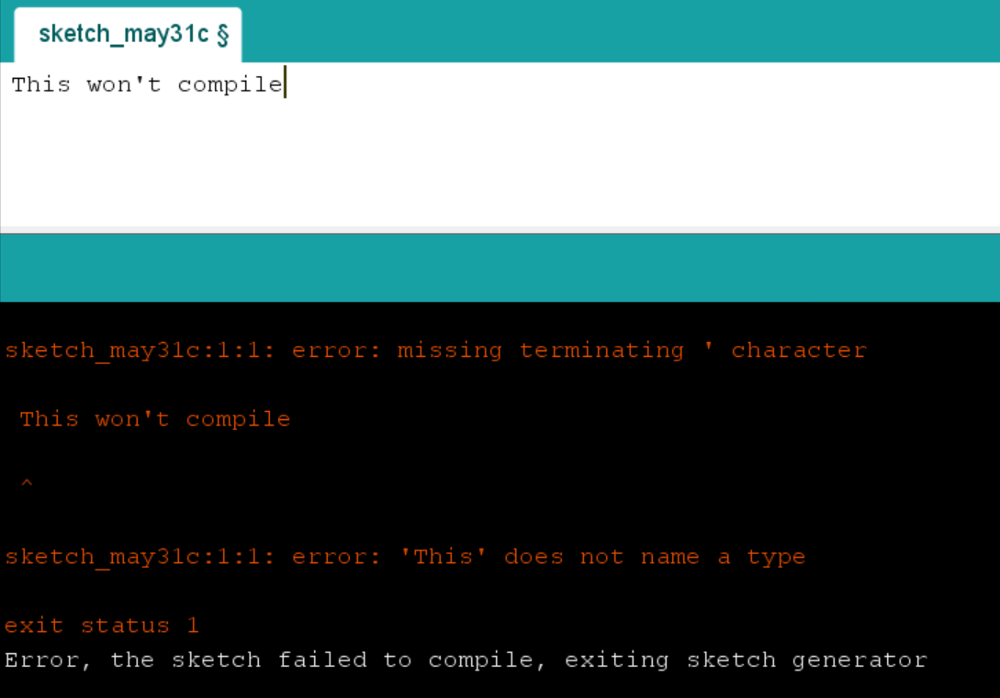 sketch_may31c §
This won't compile
sketch_may31c:1:1: error: missing terminating ' character
This won't compile
^
sketch_may31c:1:1: error: 'This' does not name a type
exit status 1
Error, the sketch failed to compile, exiting sketch generator